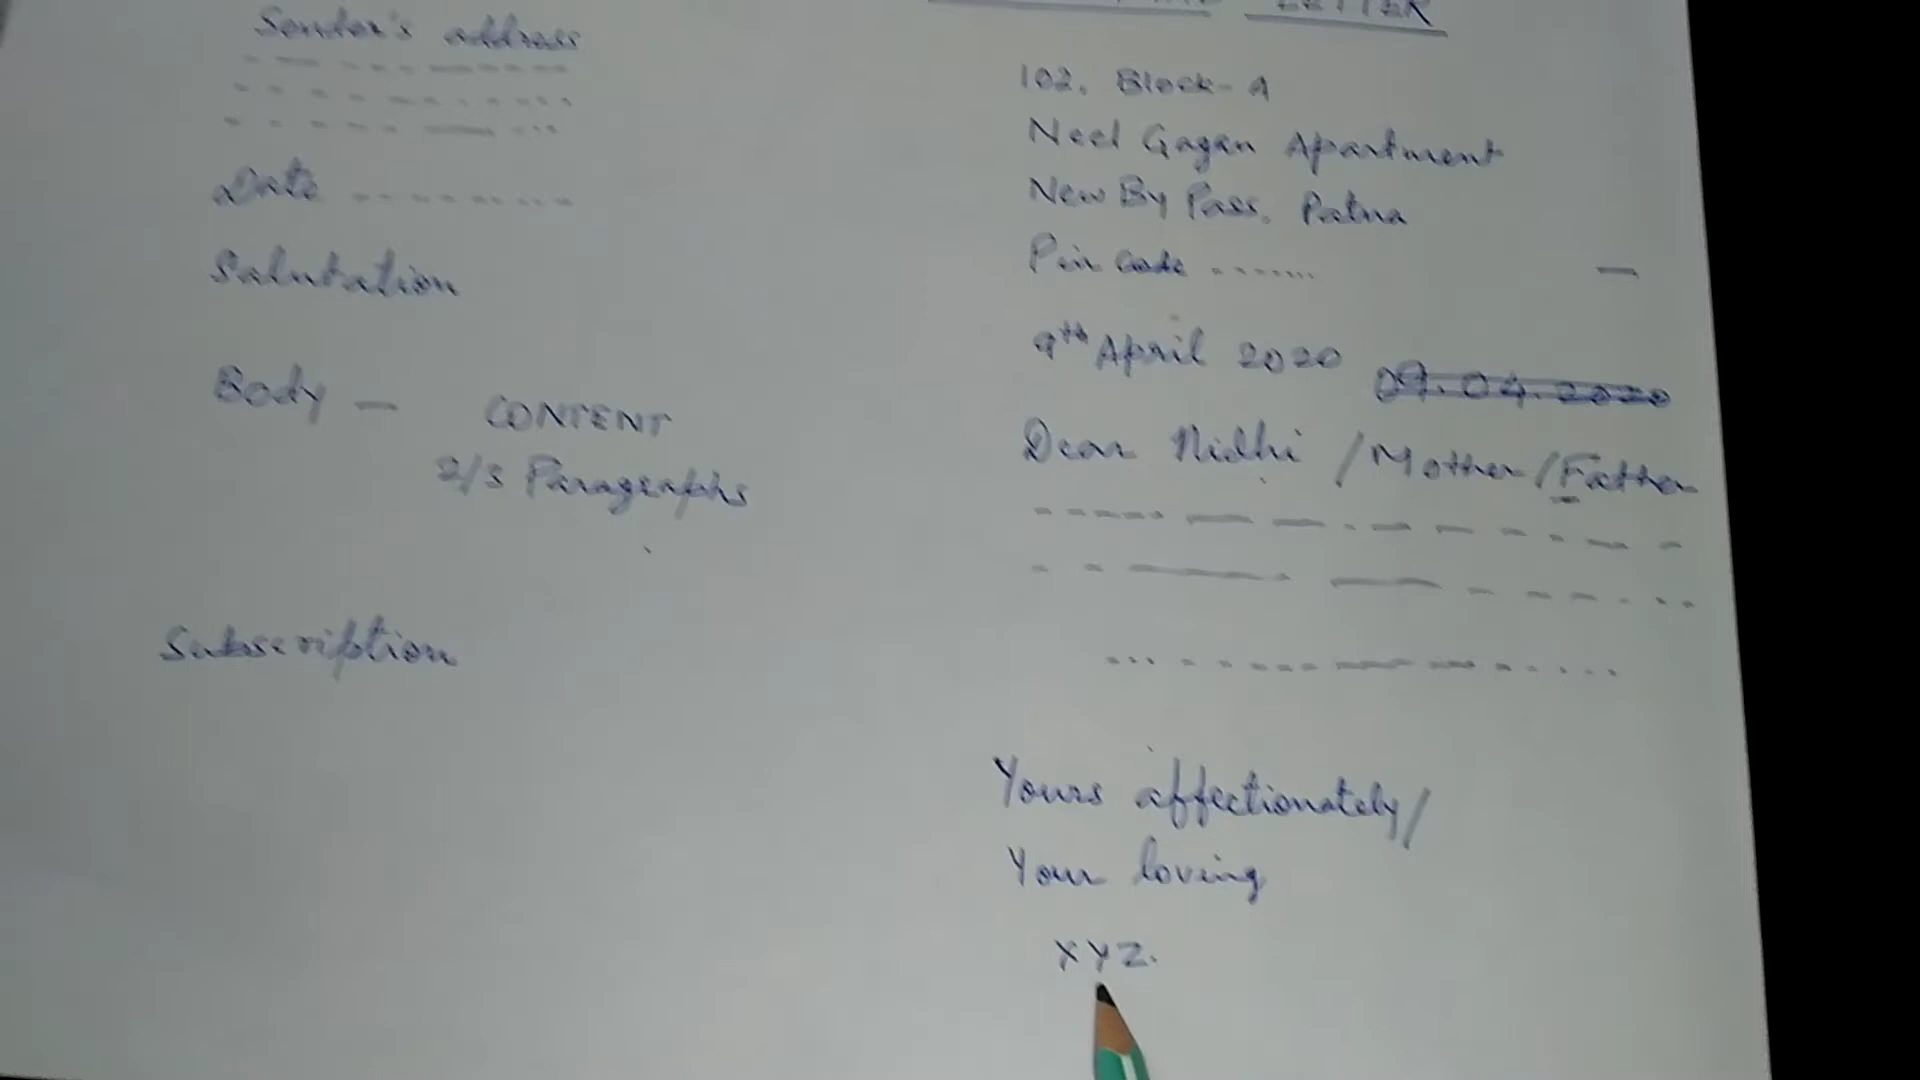 LETTER
Sender's address
Date ..........
Salutation
Body — CONTENT
2/3 Paragraphs
Subscription
102, Block-A
Neel Gagan Apartment
New By Pass, Patna
Pin Code .......
9th April 2020 09.04.2020
Dear Nidhi /Mother/Father
Yours affectionately/
Your loving
XYZ.